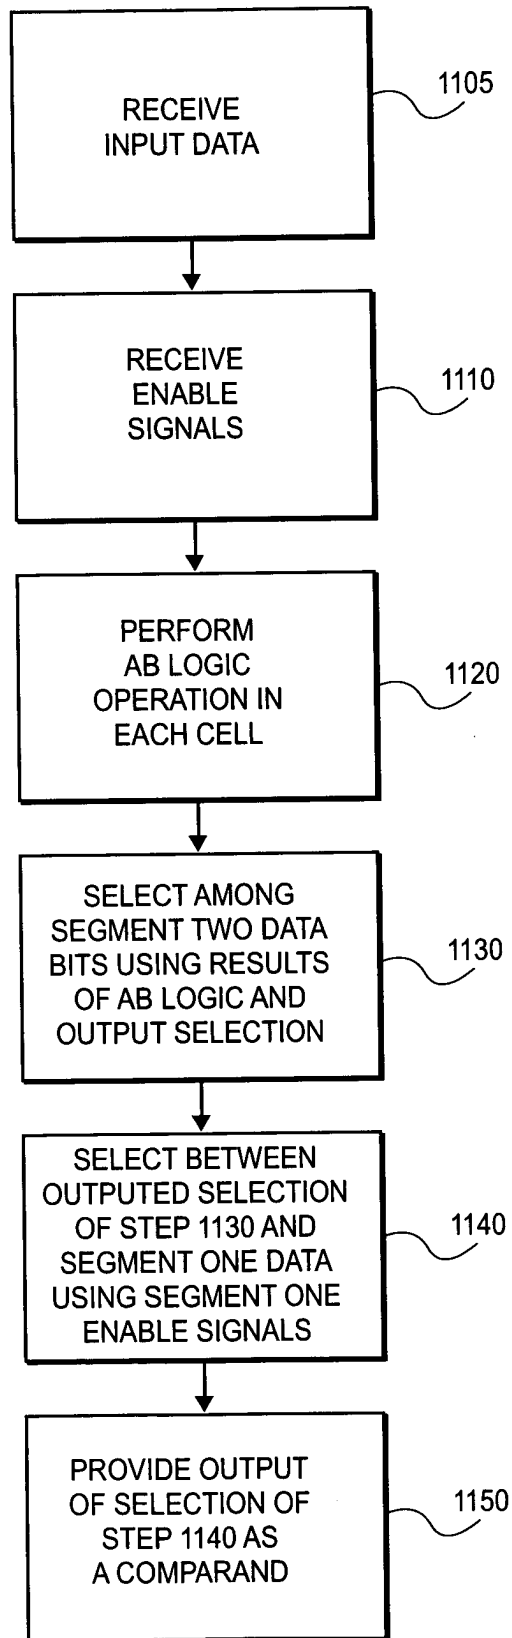 RECEIVE
INPUT DATA
1105
RECEIVE
ENABLE
SIGNALS
1110
PERFORM
AB LOGIC
OPERATION IN
EACH CELL
1120
SELECT AMONG
SEGMENT TWO DATA
BITS USING RESULTS
OF AB LOGIC AND
OUTPUT SELECTION
1130
SELECT BETWEEN
OUTPUTED SELECTION
OF STEP 1130 AND
SEGMENT ONE DATA
USING SEGMENT ONE
ENABLE SIGNALS
1140
PROVIDE OUTPUT
OF SELECTION OF
STEP 1140 AS
A COMPARAND
1150